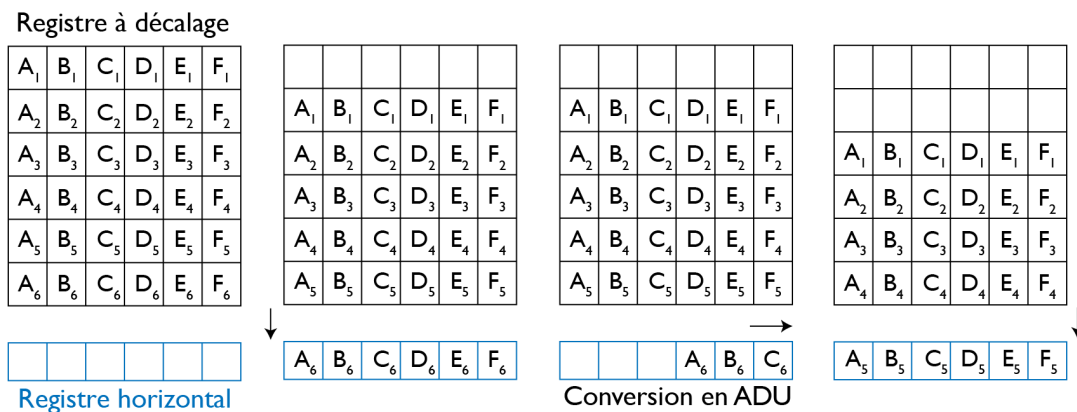 Registre à décalage
A₁ B₁ C₁ D₁ E₁ F₁
A₂ B₂ C₂ D₂ E₂ F₂
A₃ B₃ C₃ D₃ E₃ F₃
A₄ B₄ C₄ D₄ E₄ F₄
A₅ B₅ C₅ D₅ E₅ F₅
A₆ B₆ C₆ D₆ E₆ F₆
Registre horizontal
A₁ B₁ C₁ D₁ E₁ F₁
A₂ B₂ C₂ D₂ E₂ F₂
A₃ B₃ C₃ D₃ E₃ F₃
A₄ B₄ C₄ D₄ E₄ F₄
A₅ B₅ C₅ D₅ E₅ F₅
A₆ B₆ C₆ D₆ E₆ F₆
A₁ B₁ C₁ D₁ E₁ F₁
A₂ B₂ C₂ D₂ E₂ F₂
A₃ B₃ C₃ D₃ E₃ F₃
A₄ B₄ C₄ D₄ E₄ F₄
A₅ B₅ C₅ D₅ E₅ F₅
A₆ B₆ C₆
Conversion en ADU
A₁ B₁ C₁ D₁ E₁ F₁
A₂ B₂ C₂ D₂ E₂ F₂
A₃ B₃ C₃ D₃ E₃ F₃
A₄ B₄ C₄ D₄ E₄ F₄
A₅ B₅ C₅ D₅ E₅ F₅